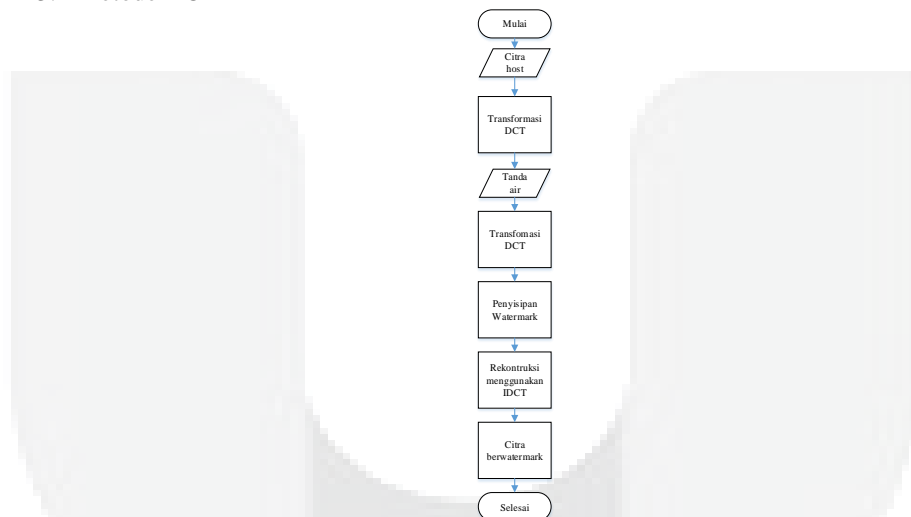 Mulai
Citra
host
Transformasi
DCT
Tanda
air
Transfomasi
DCT
Penyisipan
Watermark
Rekontruksi
menggunakan
IDCT
Citra
berwatermark
Selesai